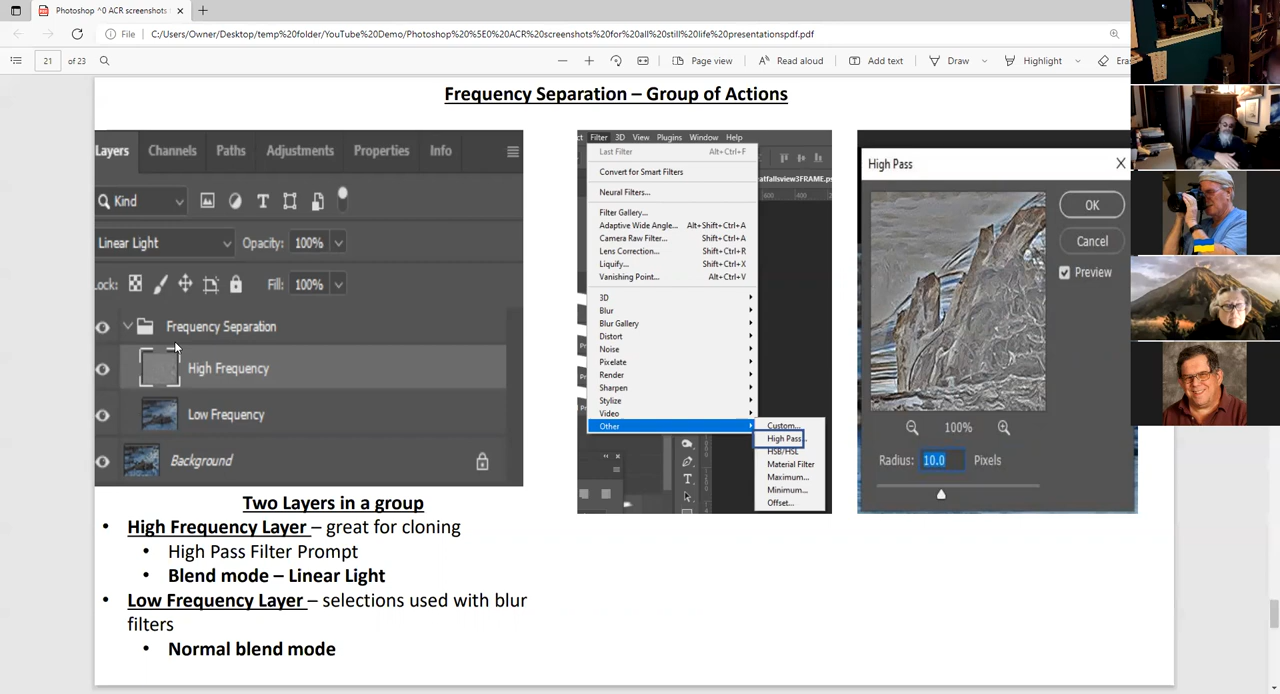 Photoshop ^0 ACR screenshots
File
C:/Users/Owner/Desktop/temp%20folder/YouTube%20Demo/Photoshop%20%5E0%20ACR%20screenshots%20for%20all%20still%20life%20presentationspdf.pdf
21 of 23
Page view
Read aloud
Add text
Draw
Highlight
Eras
Frequency Separation – Group of Actions
Layers Channels Paths Adjustments Properties Info
Kind
Linear Light Opacity: 100%
Lock: Fill: 100%
Frequency Separation
High Frequency
Low Frequency
Background
Filter 3D View Plugins Window Help
Last Filter Alt+Ctrl+F
Convert for Smart Filters
atfallsview3FRAME.ps
Neural Filters...
Filter Gallery...
Adaptive Wide Angle... Alt+Shift+Ctrl+A
Camera Raw Filter... Shift+Ctrl+A
Lens Correction... Shift+Ctrl+R
Liquify... Shift+Ctrl+X
Vanishing Point... Alt+Ctrl+V
3D
Blur
Blur Gallery
Distort
Noise
Pixelate
Render
Sharpen
Stylize
Video
Other
Custom...
High Pass...
HSB/HSL
Material Filter
Maximum...
Minimum...
Offset...
High Pass X
OK
Cancel
Preview
100%
Radius: 10.0 Pixels
Two Layers in a group
• High Frequency Layer – great for cloning
• High Pass Filter Prompt
• Blend mode – Linear Light
• Low Frequency Layer – selections used with blur
filters
• Normal blend mode